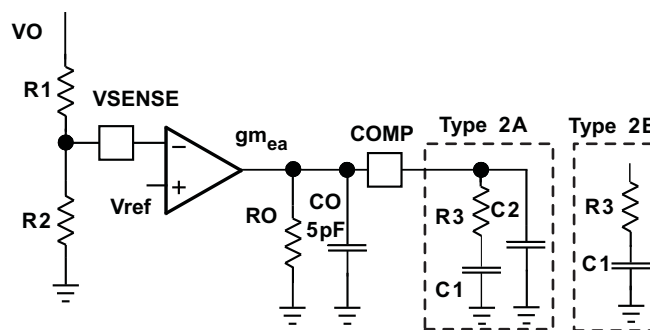 VO
R1
VSENSE
gm ea
COMP
Type 2A
Type 2B
−
+
Vref
R2
RO
CO
5pF
R3
C2
C1
R3
C1